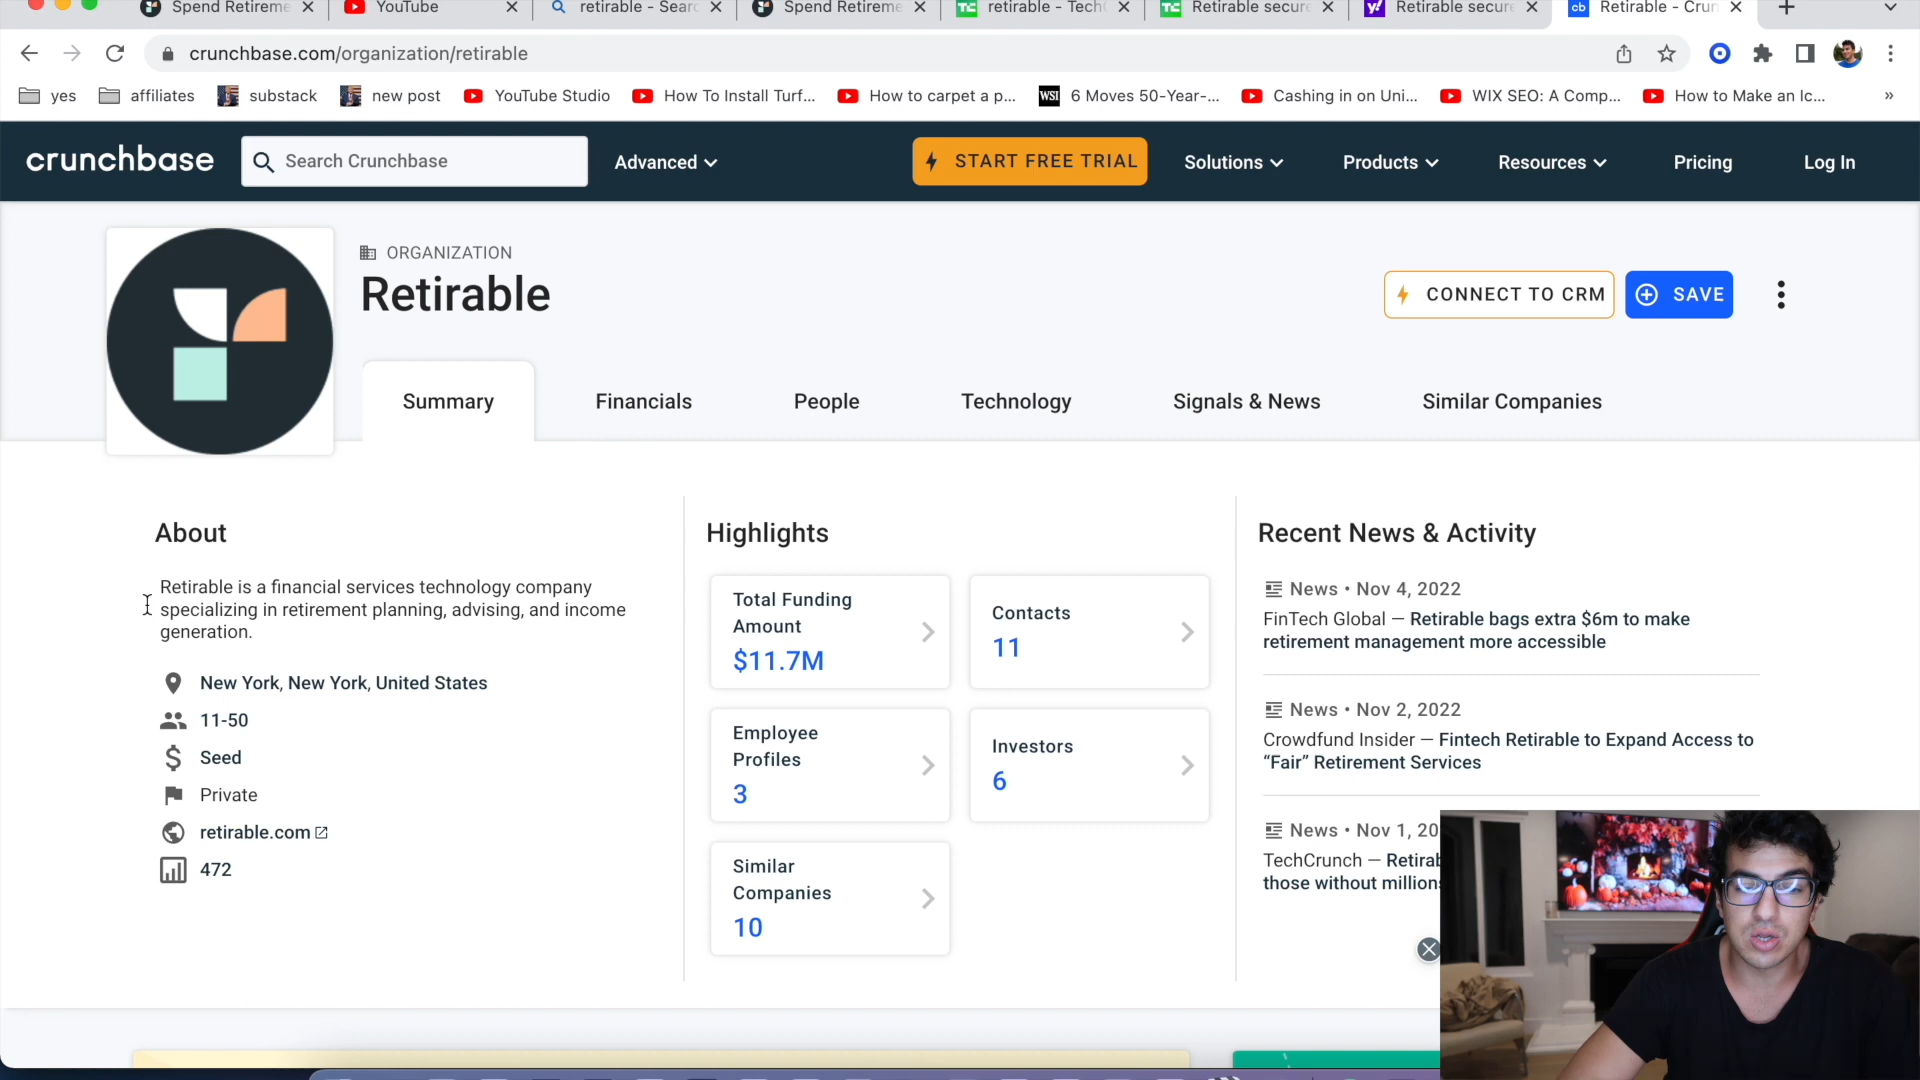 Spend Retireme
YouTube
retirable - Sear
Spend Retireme
retirable - Tech
Retirable secure
Retirable secure
Retirable - Crun
crunchbase.com/organization/retirable
yes
affiliates
substack
new post
YouTube Studio
How To Install Turf...
How to carpet a p...
WSJ
6 Moves 50-Year-...
Cashing in on Uni...
WIX SEO: A Comp...
How to Make an Ic...
»
crunchbase
Search Crunchbase
Advanced
START FREE TRIAL
Solutions
Products
Resources
Pricing
Log In
ORGANIZATION
Retirable
CONNECT TO CRM
SAVE
Summary
Financials
People
Technology
Signals & News
Similar Companies
About
Retirable is a financial services technology company
specializing in retirement planning, advising, and income
generation.
New York, New York, United States
11-50
Seed
Private
retirable.com
472
Highlights
Total Funding
Amount
$11.7M
Contacts
11
Employee
Profiles
3
Investors
6
Similar
Companies
10
Recent News & Activity
News • Nov 4, 2022
FinTech Global — Retirable bags extra $6m to make
retirement management more accessible
News • Nov 2, 2022
Crowdfund Insider — Fintech Retirable to Expand Access to
“Fair” Retirement Services
News • Nov 1, 20
TechCrunch — Retirab
those without millions